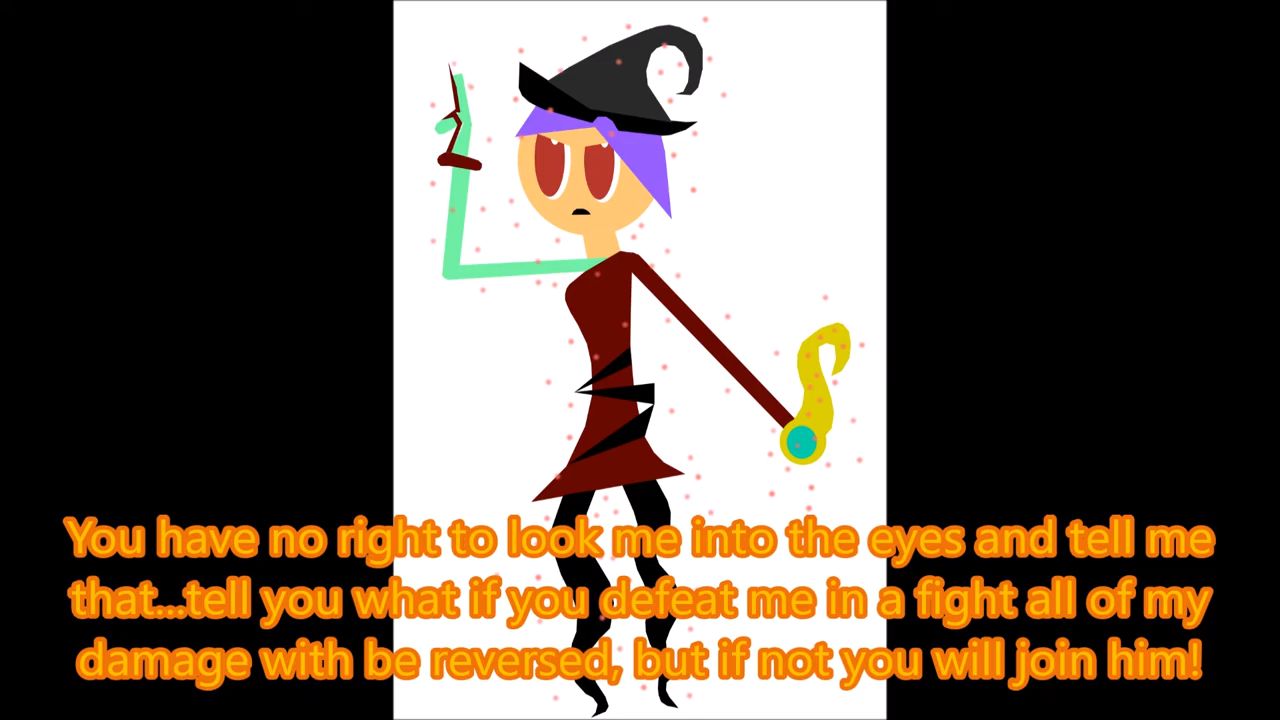 You have no right to look me into the eyes and tell me
that...tell you what if you defeat me in a fight all of my
damage with be reversed, but if not you will join him!